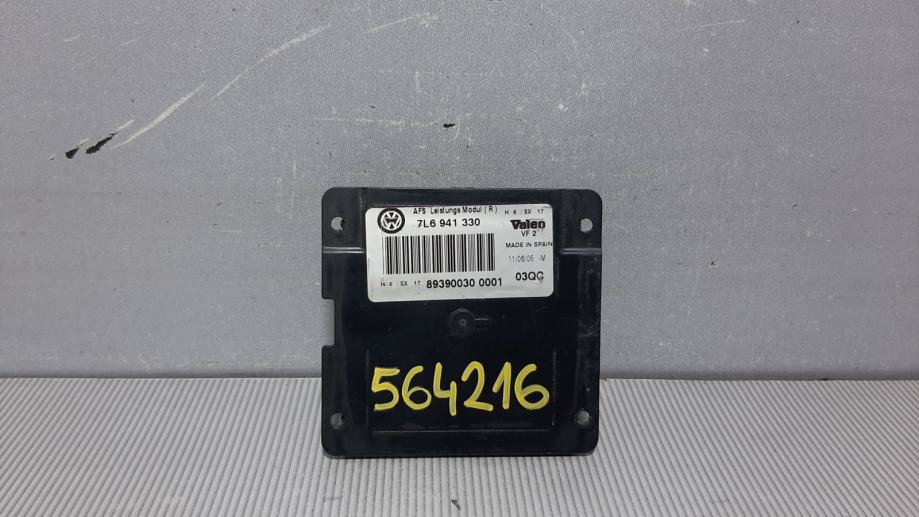 AFS Leistungs Modul ( R )
H 6 / SX 17
7L6 941 330
Valeo
VF 2
MADE IN SPAIN
11/06/05 -M
03QC
H 6 / SX 17
89390030 0001
564216